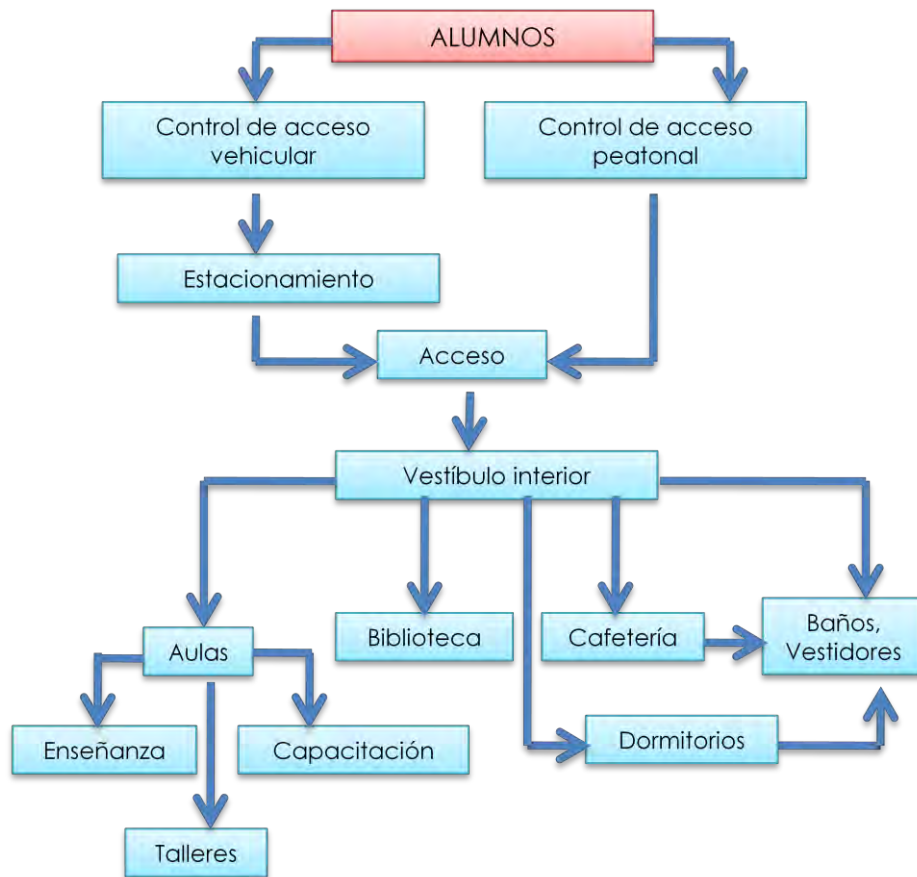 ALUMNOS
Control de acceso
vehicular
Control de acceso
peatonal
Estacionamiento
Acceso
Vestíbulo interior
Biblioteca
Cafetería
Baños,
Vestidores
Aulas
Enseñanza
Capacitación
Dormitorios
Talleres